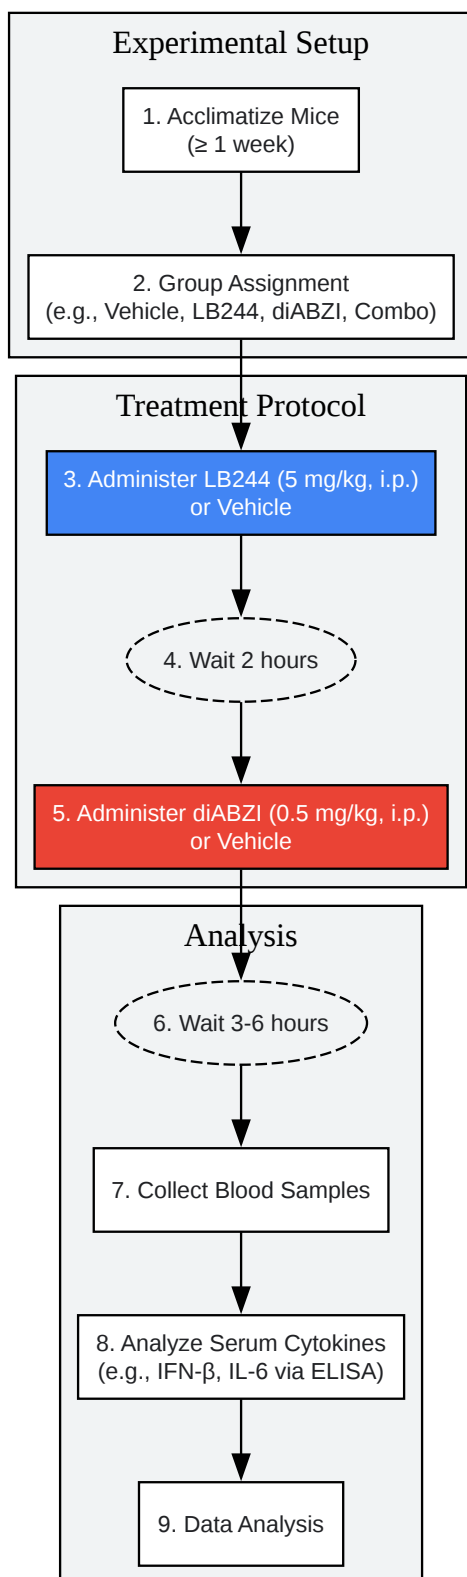 Experimental Setup
1. Acclimatize Mice
(≥ 1 week)
2. Group Assignment
(e.g., Vehicle, LB244, diABZI, Combo)
Treatment Protocol
3. Administer LB244 (5 mg/kg, i.p.)
or Vehicle
4. Wait 2 hours
5. Administer diABZI (0.5 mg/kg, i.p.)
or Vehicle
Analysis
6. Wait 3-6 hours
7. Collect Blood Samples
8. Analyze Serum Cytokines
(e.g., IFN-β, IL-6 via ELISA)
9. Data Analysis